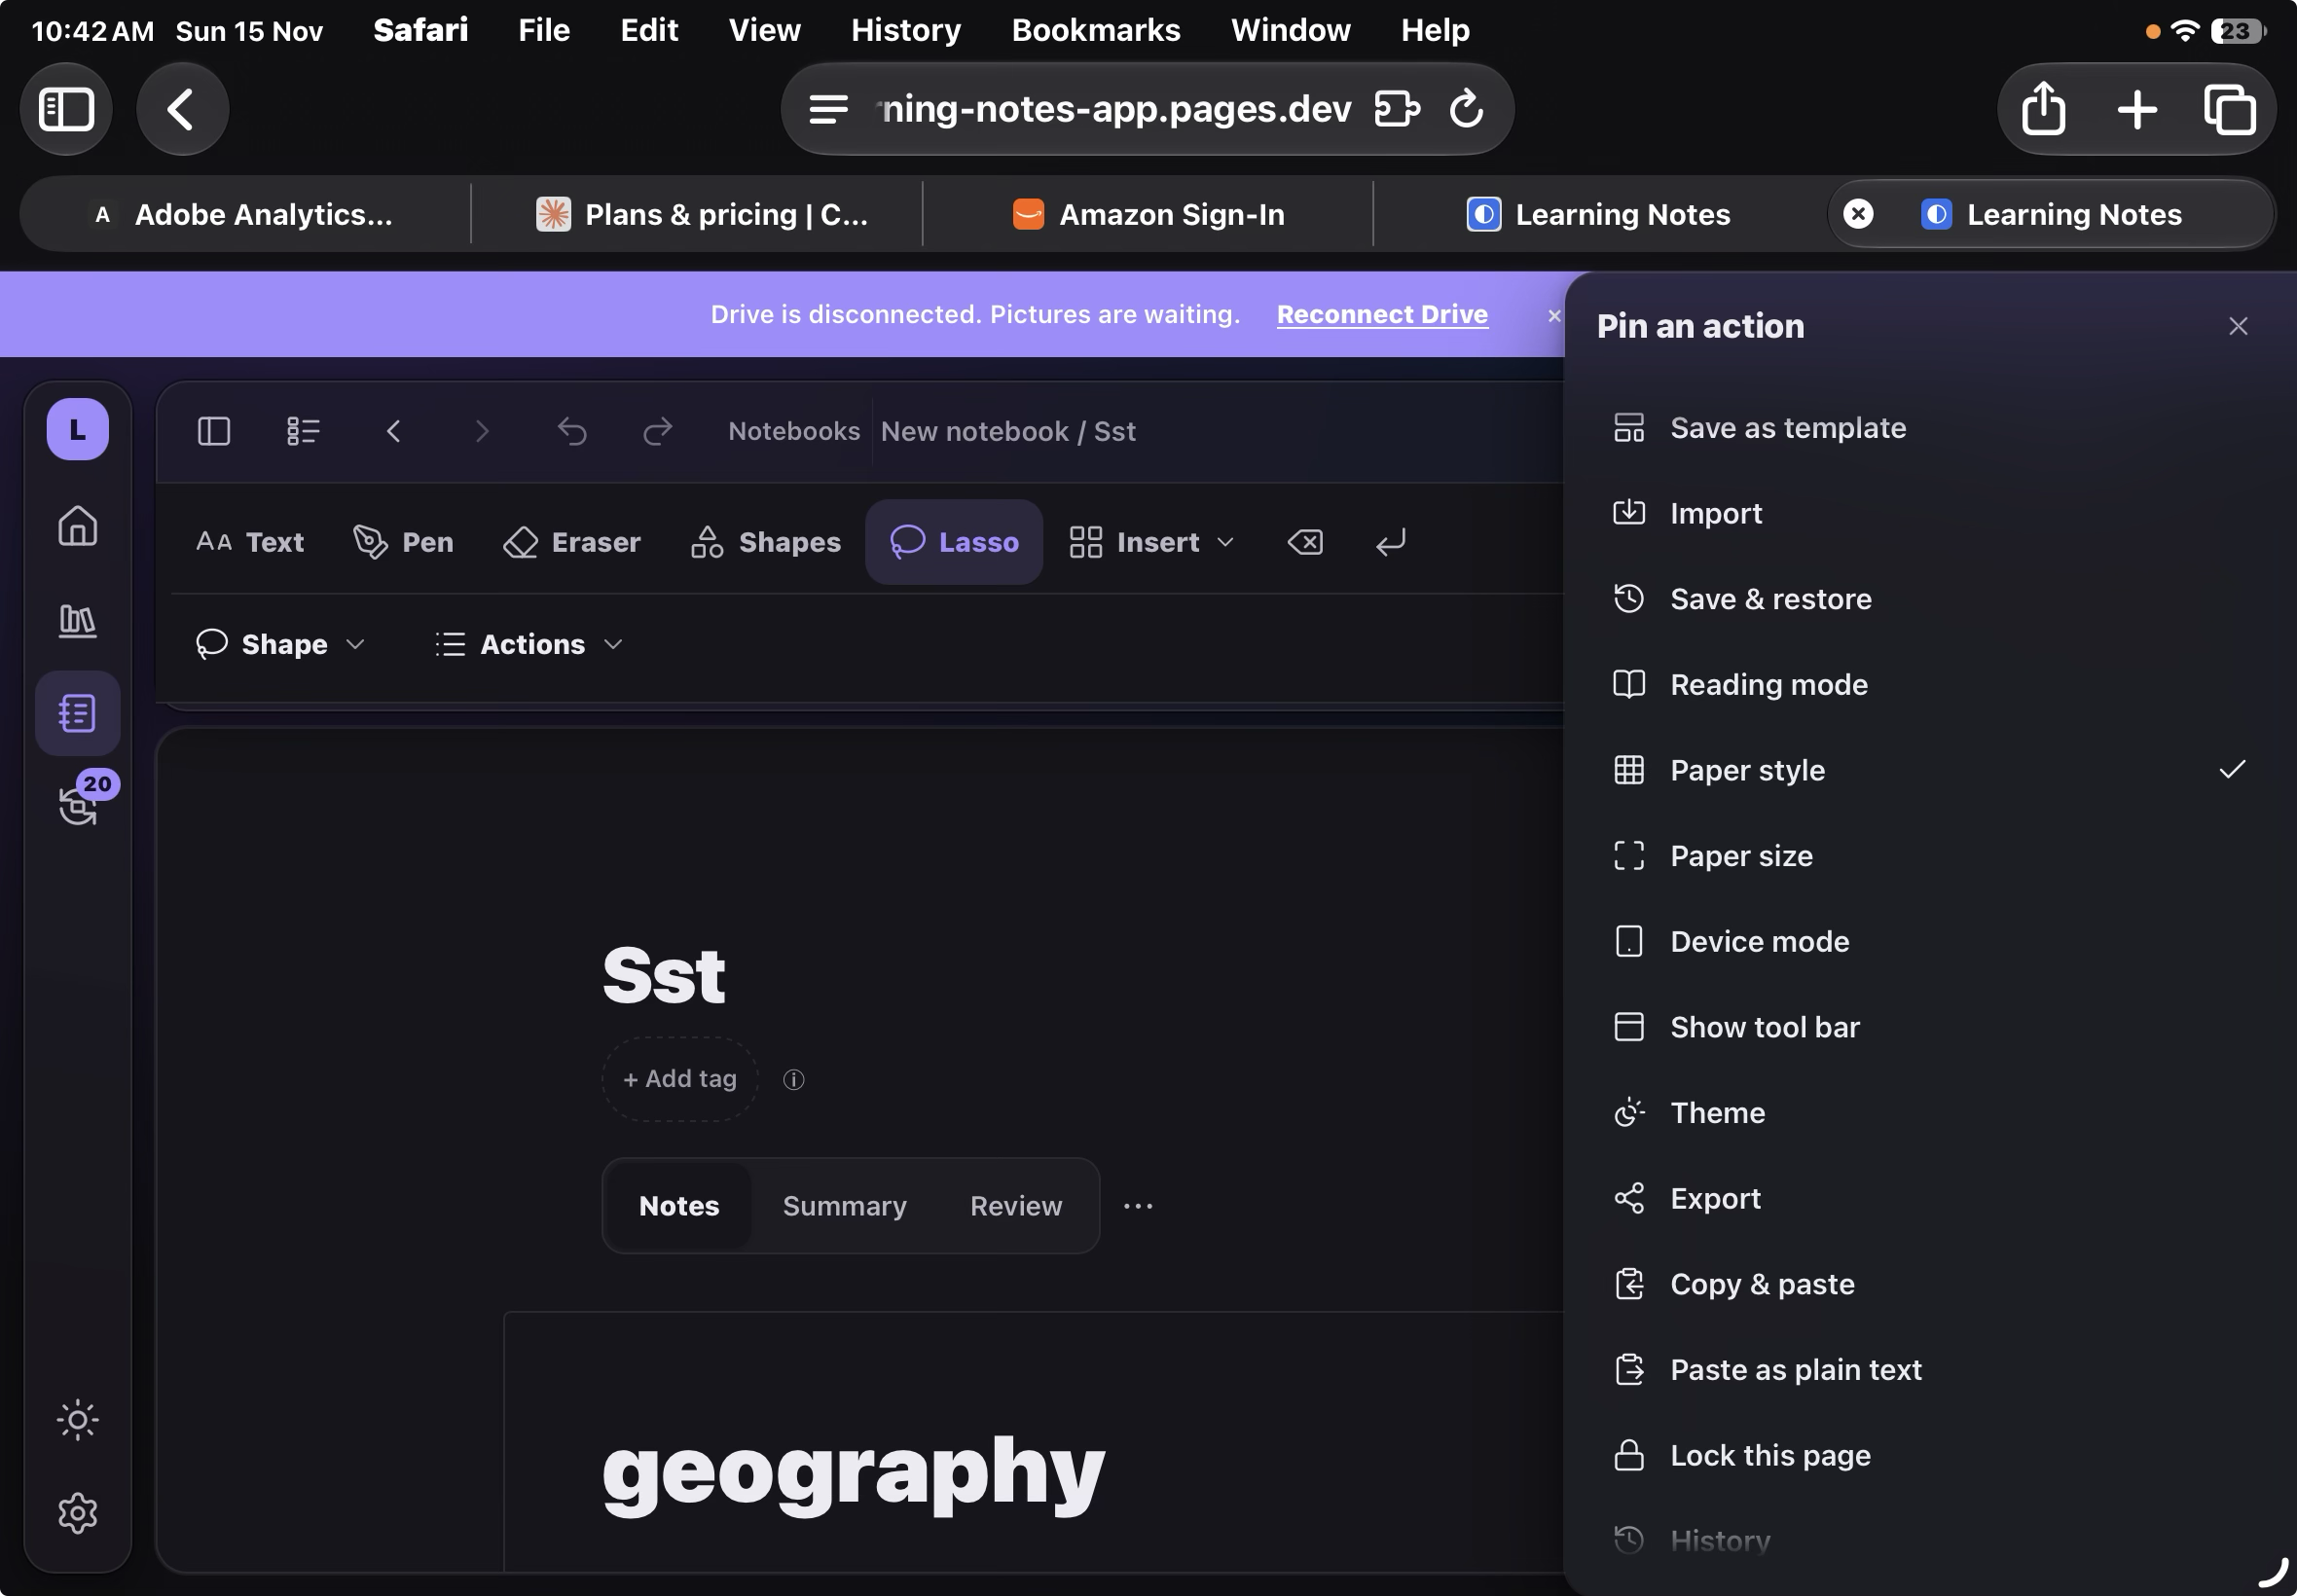 10:42 AM Sun 15 Nov Safari File Edit View History Bookmarks Window Help 23
ning-notes-app.pages.dev
A Adobe Analytics... Plans & pricing | C... Amazon Sign-In Learning Notes Learning Notes
Drive is disconnected. Pictures are waiting. Reconnect Drive
L
Notebooks New notebook / Sst
AA Text Pen Eraser Shapes Lasso Insert
Shape Actions
20
Sst
+ Add tag
Notes Summary Review
geography
Pin an action
Save as template
Import
Save & restore
Reading mode
Paper style
Paper size
Device mode
Show tool bar
Theme
Export
Copy & paste
Paste as plain text
Lock this page
History